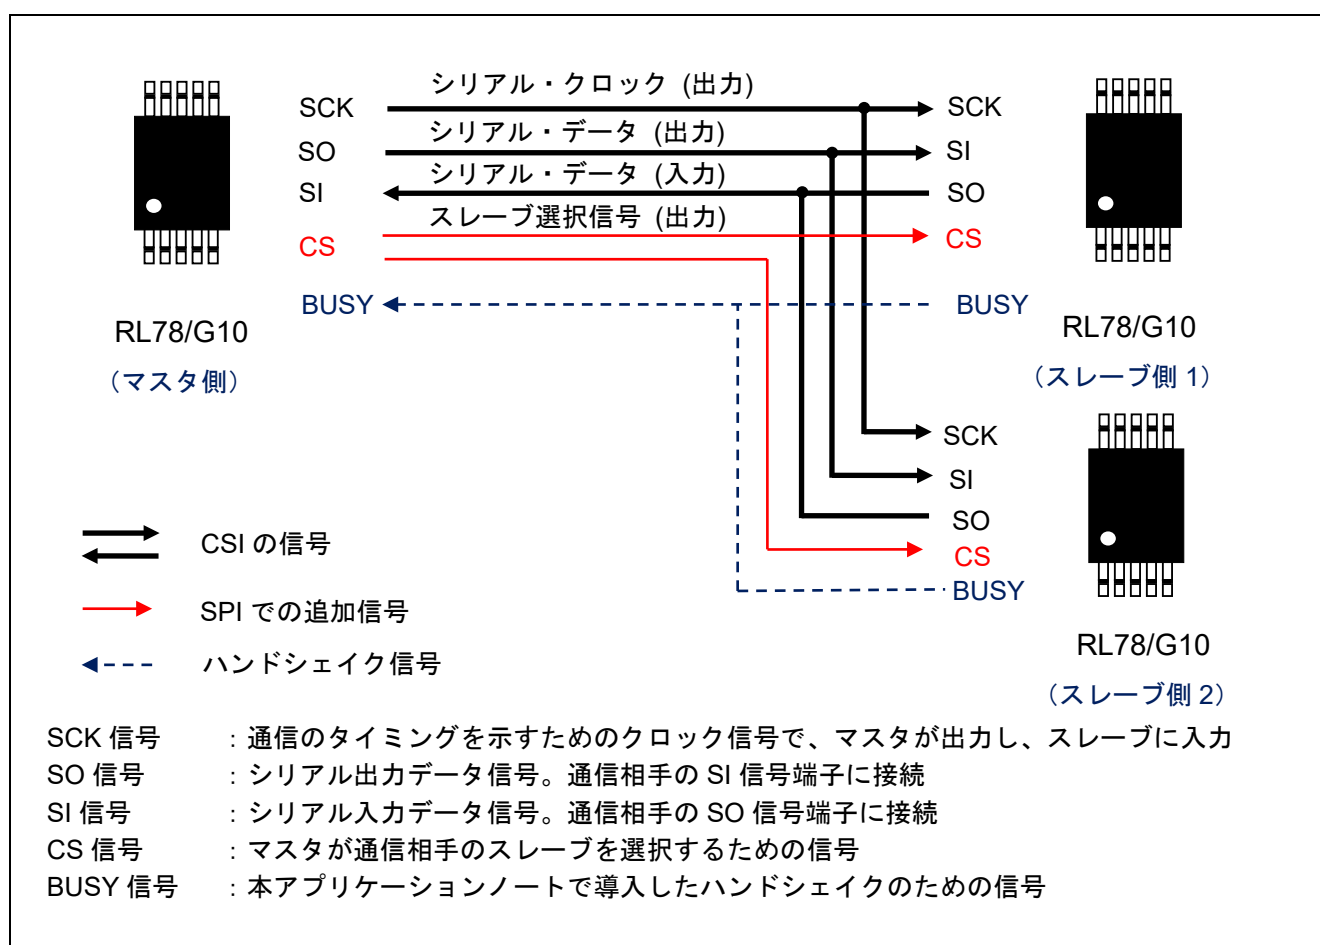 シリアル・クロック (出力)
SCK
SCK
シリアル・データ (出力)
SO
SI
シリアル・データ (入力)
SI
SO
スレーブ選択信号 (出力)
CS
CS
BUSY
BUSY
RL78/G10
(マスタ側)
RL78/G10
(スレーブ側 1)
SCK
SI
SO
CS
BUSY
RL78/G10
(スレーブ側 2)
CSI の信号
SPI での追加信号
ハンドシェイク信号
SCK 信号 : 通信のタイミングを示すためのクロック信号で、マスタが出力し、スレーブに入力
SO 信号 : シリアル出力データ信号。通信相手の SI 信号端子に接続
SI 信号 : シリアル入力データ信号。通信相手の SO 信号端子に接続
CS 信号 : マスタが通信相手のスレーブを選択するための信号
BUSY 信号 : 本アプリケーションノートで導入したハンドシェイクのための信号